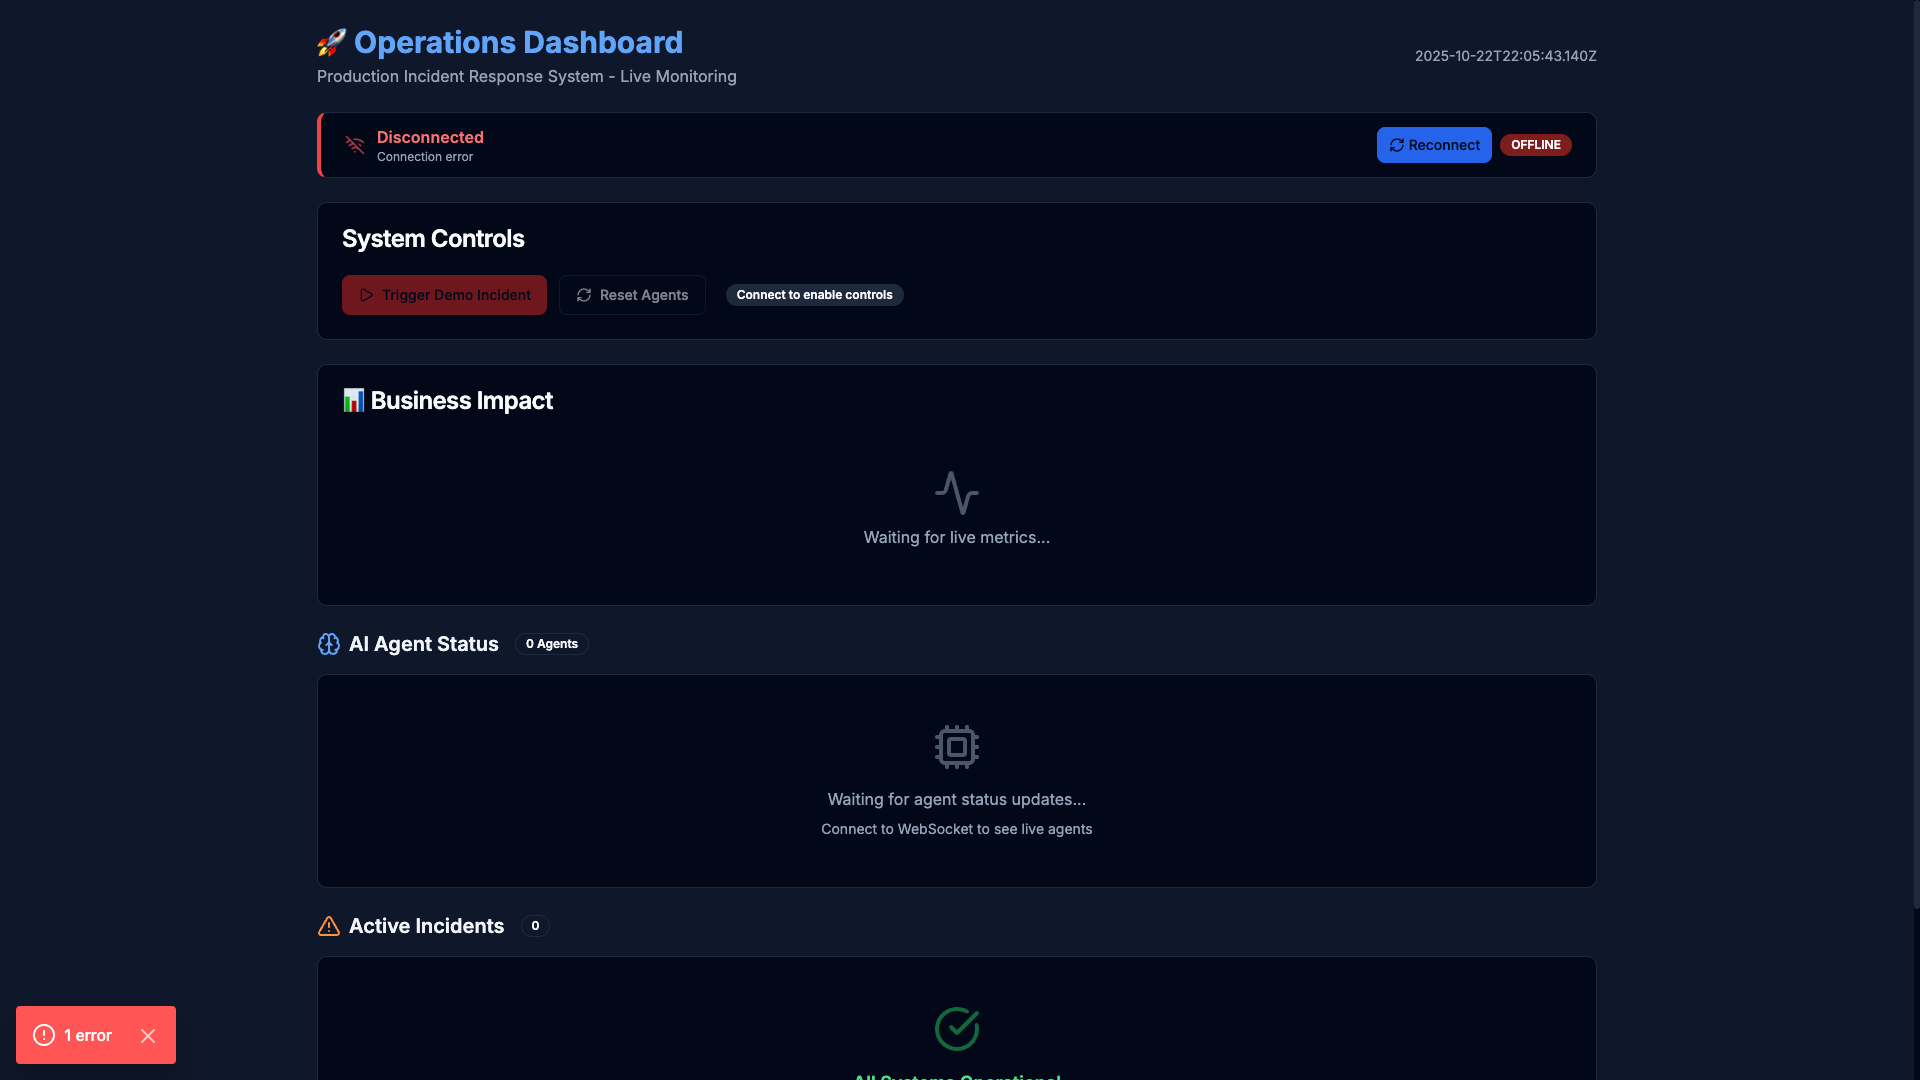 🚀 Operations Dashboard
Production Incident Response System - Live Monitoring
2025-10-22T22:05:43.140Z
Disconnected
Connection error
Reconnect
OFFLINE
System Controls
Trigger Demo Incident
Reset Agents
Connect to enable controls
📊 Business Impact
Waiting for live metrics...
AI Agent Status
0 Agents
Waiting for agent status updates...
Connect to WebSocket to see live agents
Active Incidents
0
1 error
All Systems Operational